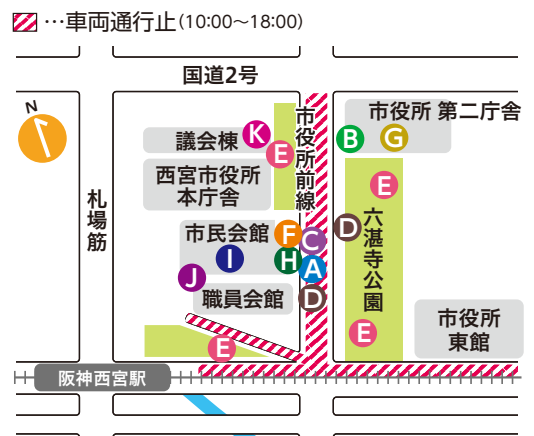 …車両通行止(10:00～18:00)
国道2号
N
市役所 第二庁舎
K
議会棟
E
市役所前線
B
G
西宮市役所
本庁舎
E
札場筋
市民会館
F
C
D
六湛寺公園
I
H
A
J
職員会館
D
市役所
東館
E
E
阪神西宮駅